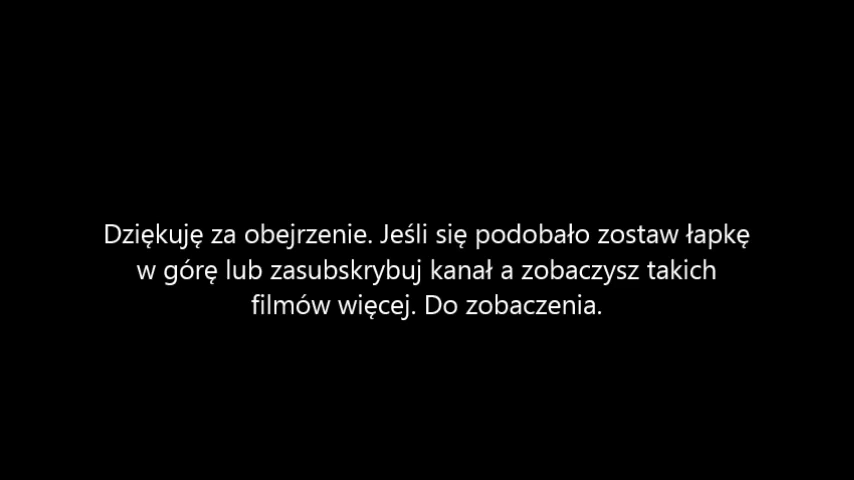 Dziękuję za obejrzenie. Jeśli się podobało zostaw łapkę
w górę lub zasubskrybuj kanał a zobaczysz takich
filmów więcej. Do zobaczenia.